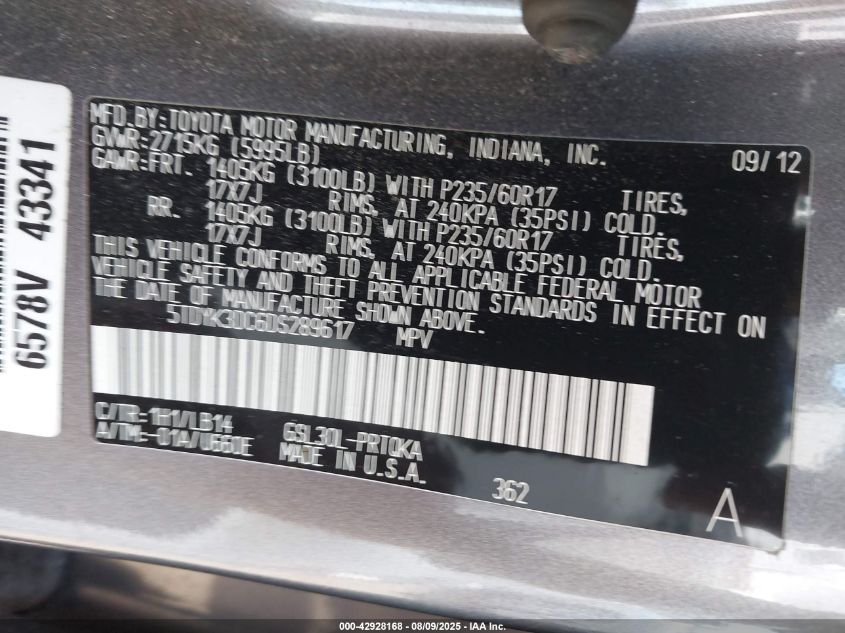 MFD.BY:TOYOTA MOTOR MANUFACTURING, INDIANA, INC. 09/12
GVWR:2715KG (5995LB)
GAWR:FRT. 1405KG (3100LB) WITH P235/60R17 TIRES,
17X7J RIMS, AT 240KPA (35PSI) COLD.
RR. 1405KG (3100LB) WITH P235/60R17 TIRES,
17X7J RIMS, AT 240KPA (35PSI) COLD.
THIS VEHICLE CONFORMS TO ALL APPLICABLE FEDERAL MOTOR
VEHICLE SAFETY AND THEFT PREVENTION STANDARDS IN EFFECT ON
THE DATE OF MANUFACTURE SHOWN ABOVE.
5TDYK3DC6DS289617 MPV
C/TR:1H1/LB14
A/TM:-01A/U660E GSL30L-PRTQKA
MADE IN U.S.A.
362
A
6578V 43341
000-42928168 - 08/09/2025 - IAA Inc.